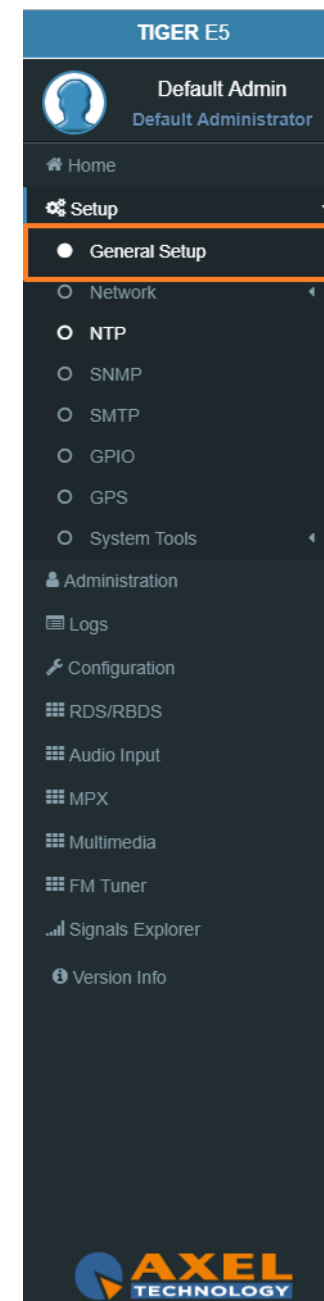 TIGER E5
Default Admin
Default Administrator
Home
Setup
General Setup
Network
NTP
SNMP
SMTP
GPIO
GPS
System Tools
Administration
Logs
Configuration
RDS/RBDS
Audio Input
MPX
Multimedia
FM Tuner
Signals Explorer
Version Info
AXEL
TECHNOLOGY